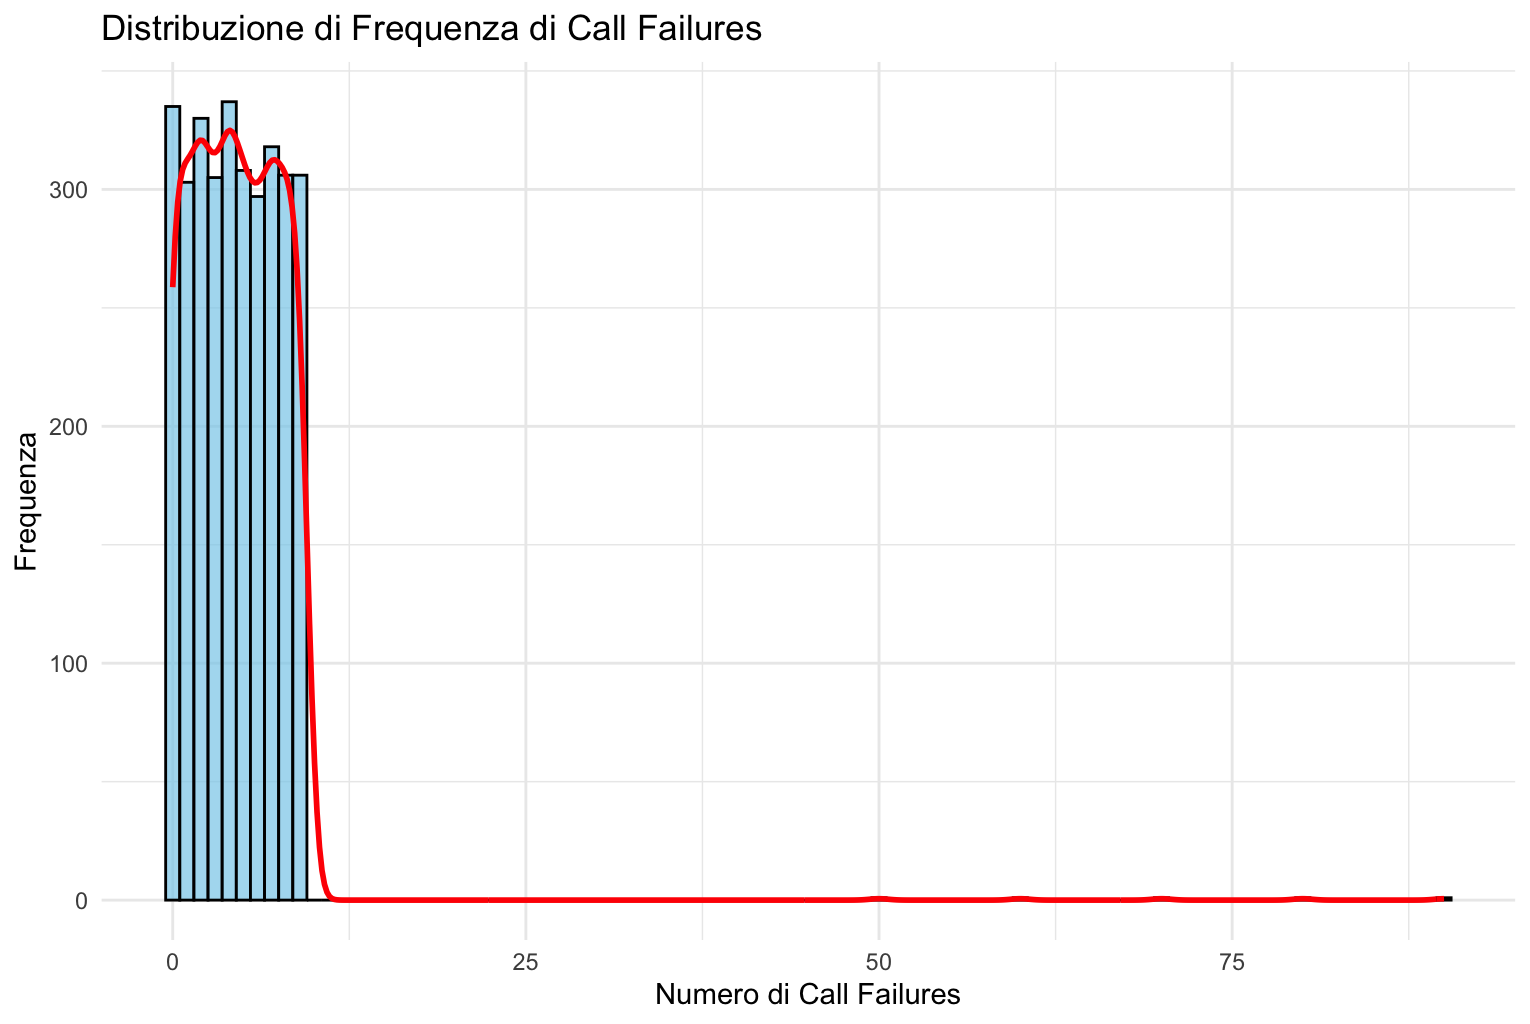 Distribuzione di Frequenza di Call Failures
Frequenza
300
200
100
0
0 25 50 75
Numero di Call Failures